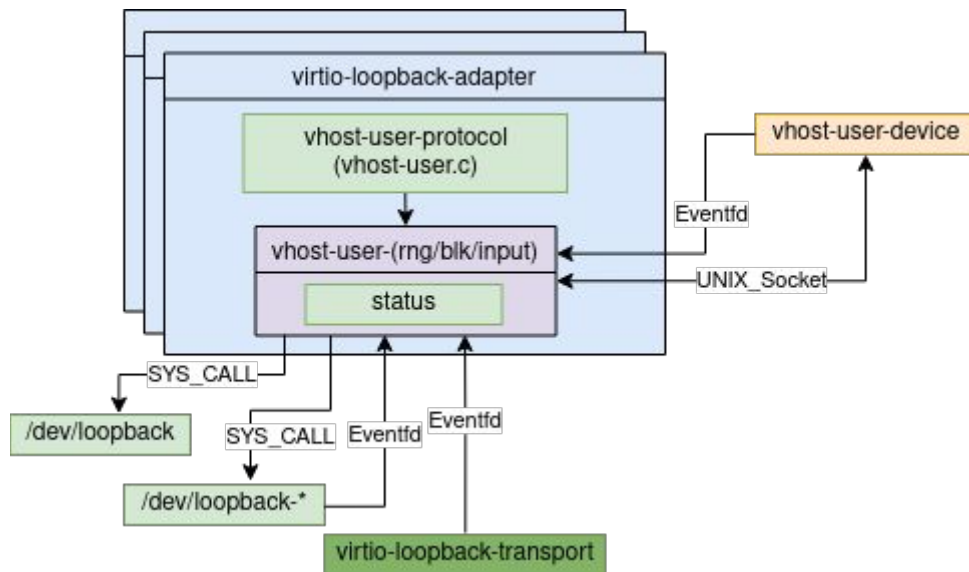 virtio-loopback-adapter
vhost-user-protocol
(vhost-user.c)
vhost-user-device
Eventfd
vhost-user-(rng/blk/input)
UNIX_Socket
status
SYS_CALL
/dev/loopback
SYS_CALL
Eventfd
Eventfd
/dev/loopback-*
virtio-loopback-transport